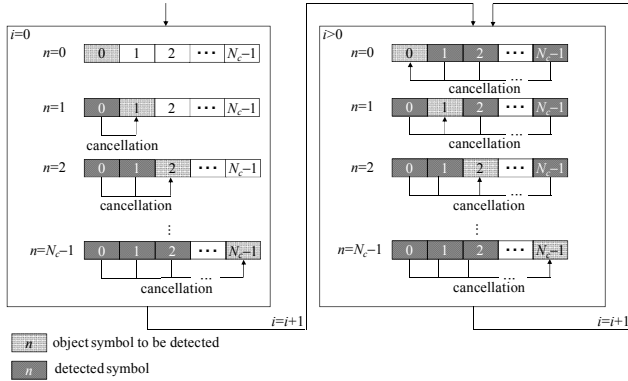 i=0
n=0 0 1 2 ··· Nc−1
n=1 0 1 2 ··· Nc−1
cancellation
n=2 0 1 2 ··· Nc−1
cancellation
⋮
n=Nc−1 0 1 2 ··· Nc−1
...
cancellation
i=i+1
i>0
n=0 0 1 2 ··· Nc−1
...
cancellation
n=1 0 1 2 ··· Nc−1
...
cancellation
n=2 0 1 2 ··· Nc−1
...
cancellation
⋮
n=Nc−1 0 1 2 ··· Nc−1
...
cancellation
i=i+1
n object symbol to be detected
n detected symbol